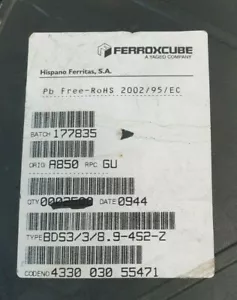 FERROXCUBE
A YAGEO COMPANY
Hispano Ferritas, S.A.
Pb Free-RoHS 2002/95/EC
BATCH 177835
ORIG A850 RPC GU
QTY DATE 0944
TYPE BDS3/3/8.9-4S2-Z
CODENO 4330 030 55471